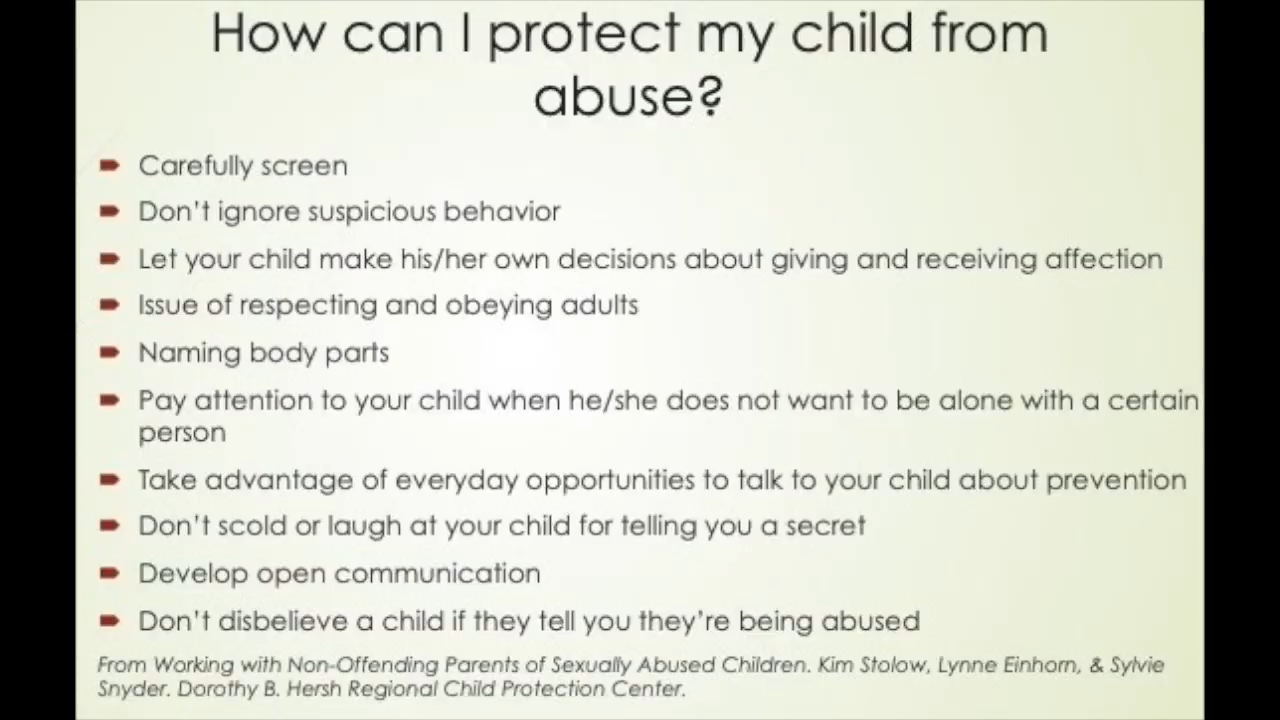 How can I protect my child from
abuse?
Carefully screen
Don't ignore suspicious behavior
Let your child make his/her own decisions about giving and receiving affection
Issue of respecting and obeying adults
Naming body parts
Pay attention to your child when he/she does not want to be alone with a certain
person
Take advantage of everyday opportunities to talk to your child about prevention
Don't scold or laugh at your child for telling you a secret
Develop open communication
Don't disbelieve a child if they tell you they're being abused
From Working with Non-Offending Parents of Sexually Abused Children. Kim Stolow, Lynne Einhorn, & Sylvie
Snyder. Dorothy B. Hersh Regional Child Protection Center.